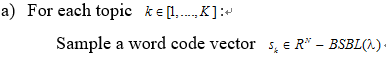 a) For each topic k ∈ [1,....,K] :↵
Sample a word code vector s_k ∈ R^N − BSBL(λ)